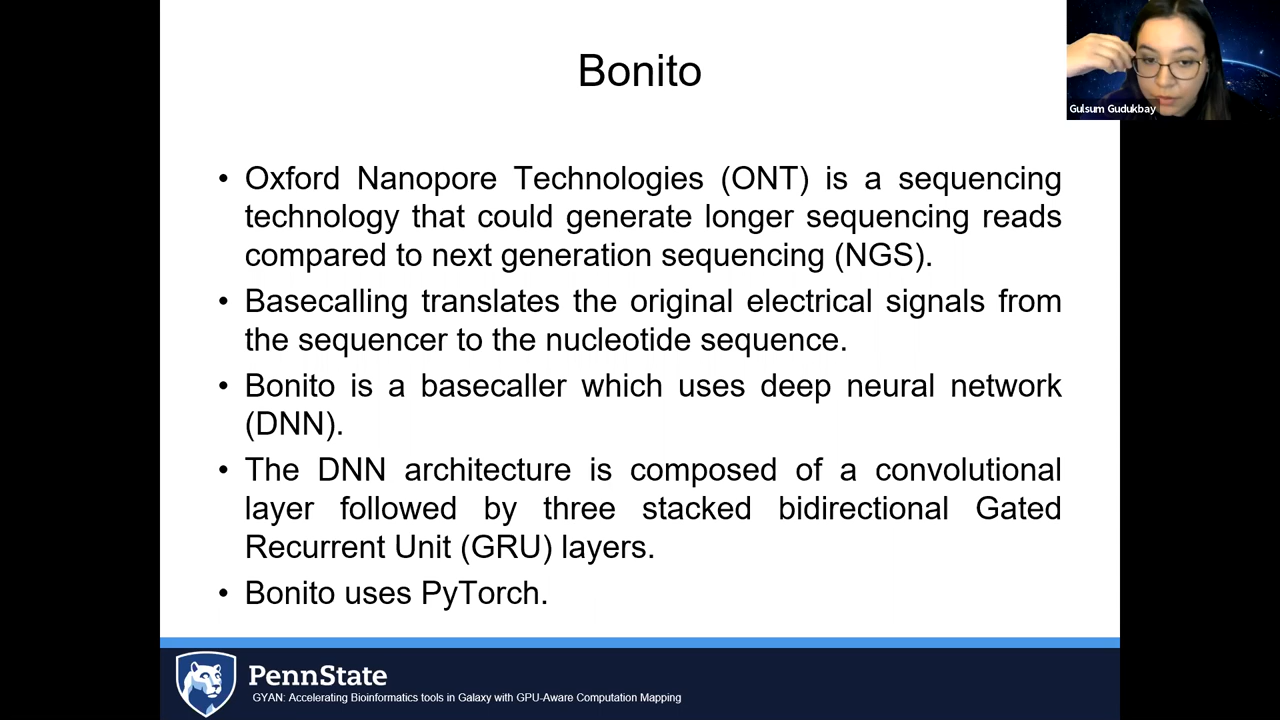 Bonito
Gulsum Gudukbay
• Oxford Nanopore Technologies (ONT) is a sequencing
technology that could generate longer sequencing reads
compared to next generation sequencing (NGS).
• Basecalling translates the original electrical signals from
the sequencer to the nucleotide sequence.
• Bonito is a basecaller which uses deep neural network
(DNN).
• The DNN architecture is composed of a convolutional
layer followed by three stacked bidirectional Gated
Recurrent Unit (GRU) layers.
• Bonito uses PyTorch.
PennState
GYAN: Accelerating Bioinformatics tools in Galaxy with GPU-Aware Computation Mapping